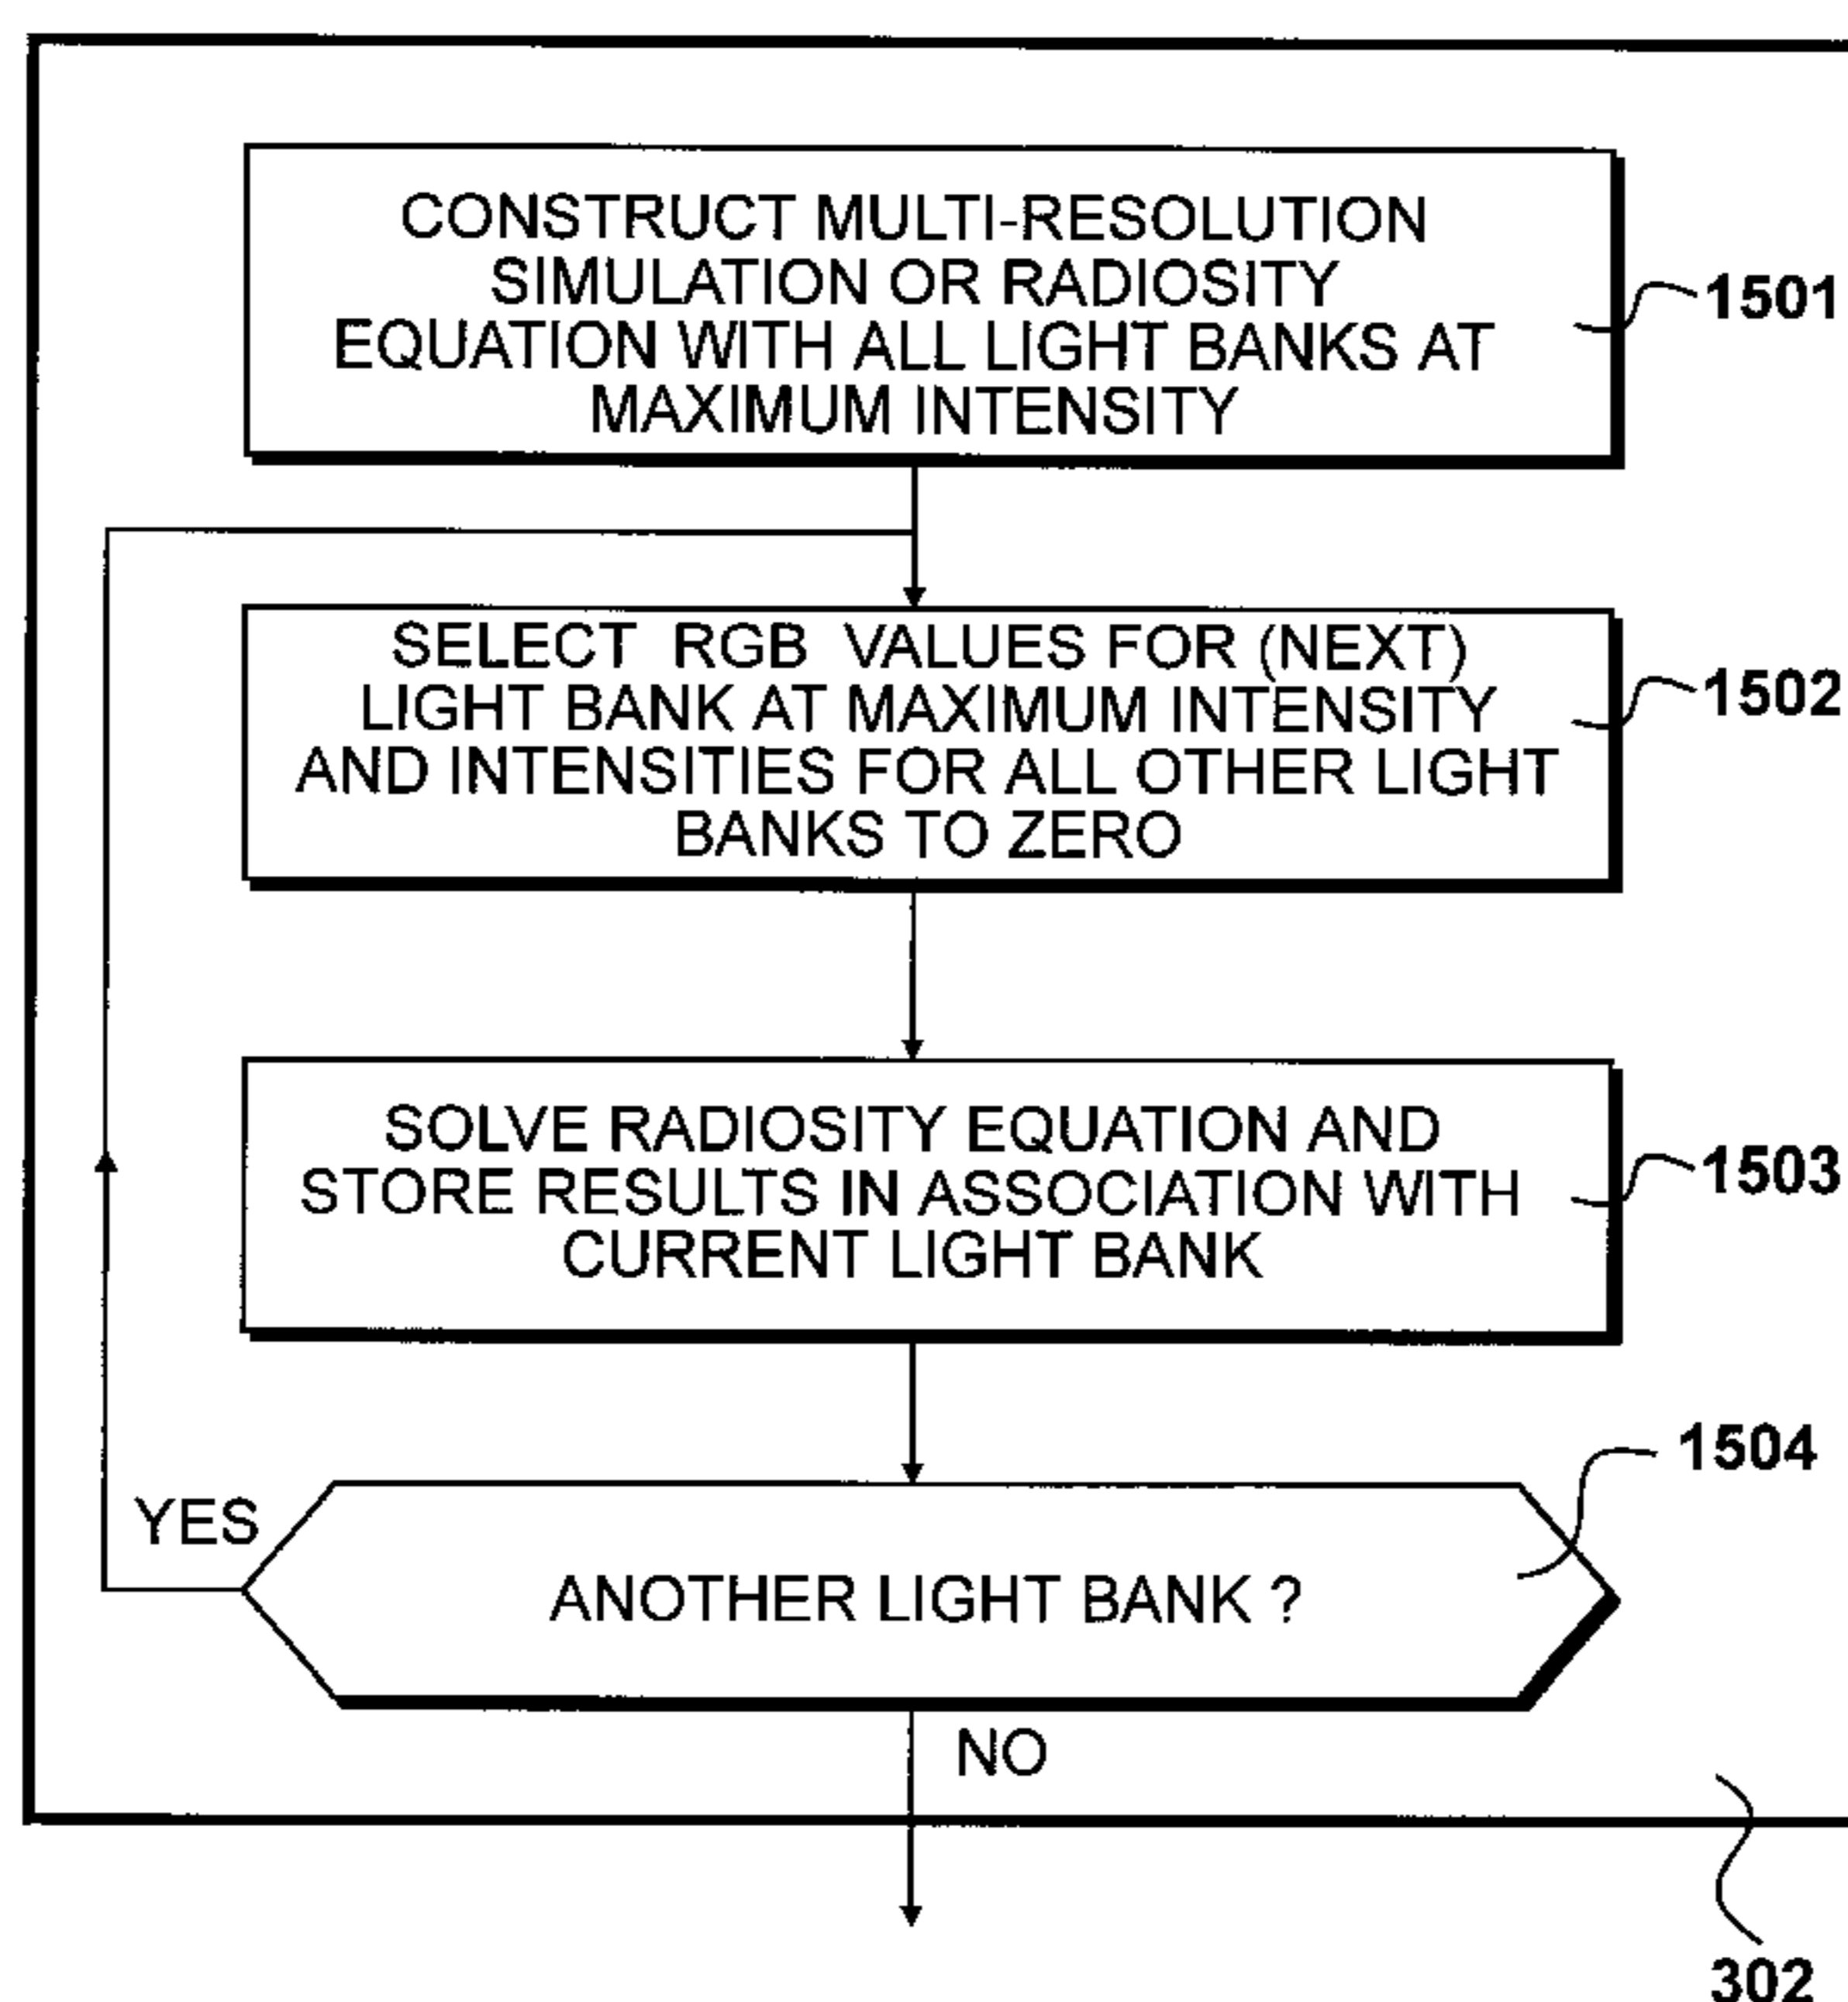 CONSTRUCT MULTI-RESOLUTION
SIMULATION OR RADIOSITY
EQUATION WITH ALL LIGHT BANKS AT
MAXIMUM INTENSITY
1501
SELECT RGB VALUES FOR (NEXT)
LIGHT BANK AT MAXIMUM INTENSITY
AND INTENSITIES FOR ALL OTHER LIGHT
BANKS TO ZERO
1502
SOLVE RADIOSITY EQUATION AND
STORE RESULTS IN ASSOCIATION WITH
CURRENT LIGHT BANK
1503
1504
YES
ANOTHER LIGHT BANK ?
NO
302